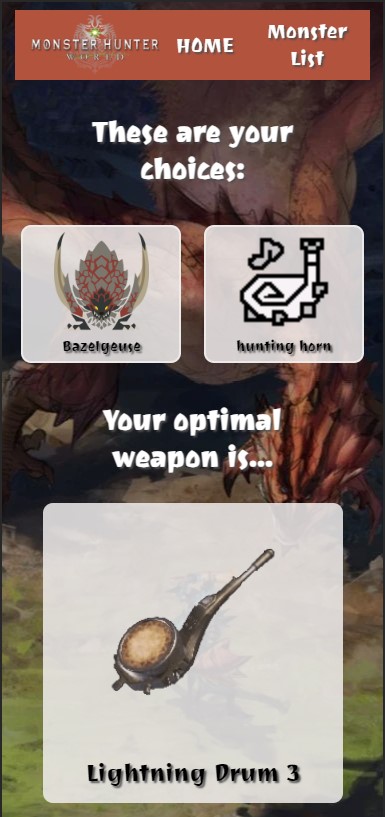 MONSTER HUNTER
WORLD
HOME
Monster
List
These are your
choices:
Bazelgeuse
hunting horn
Your optimal
weapon is...
Lightning Drum 3